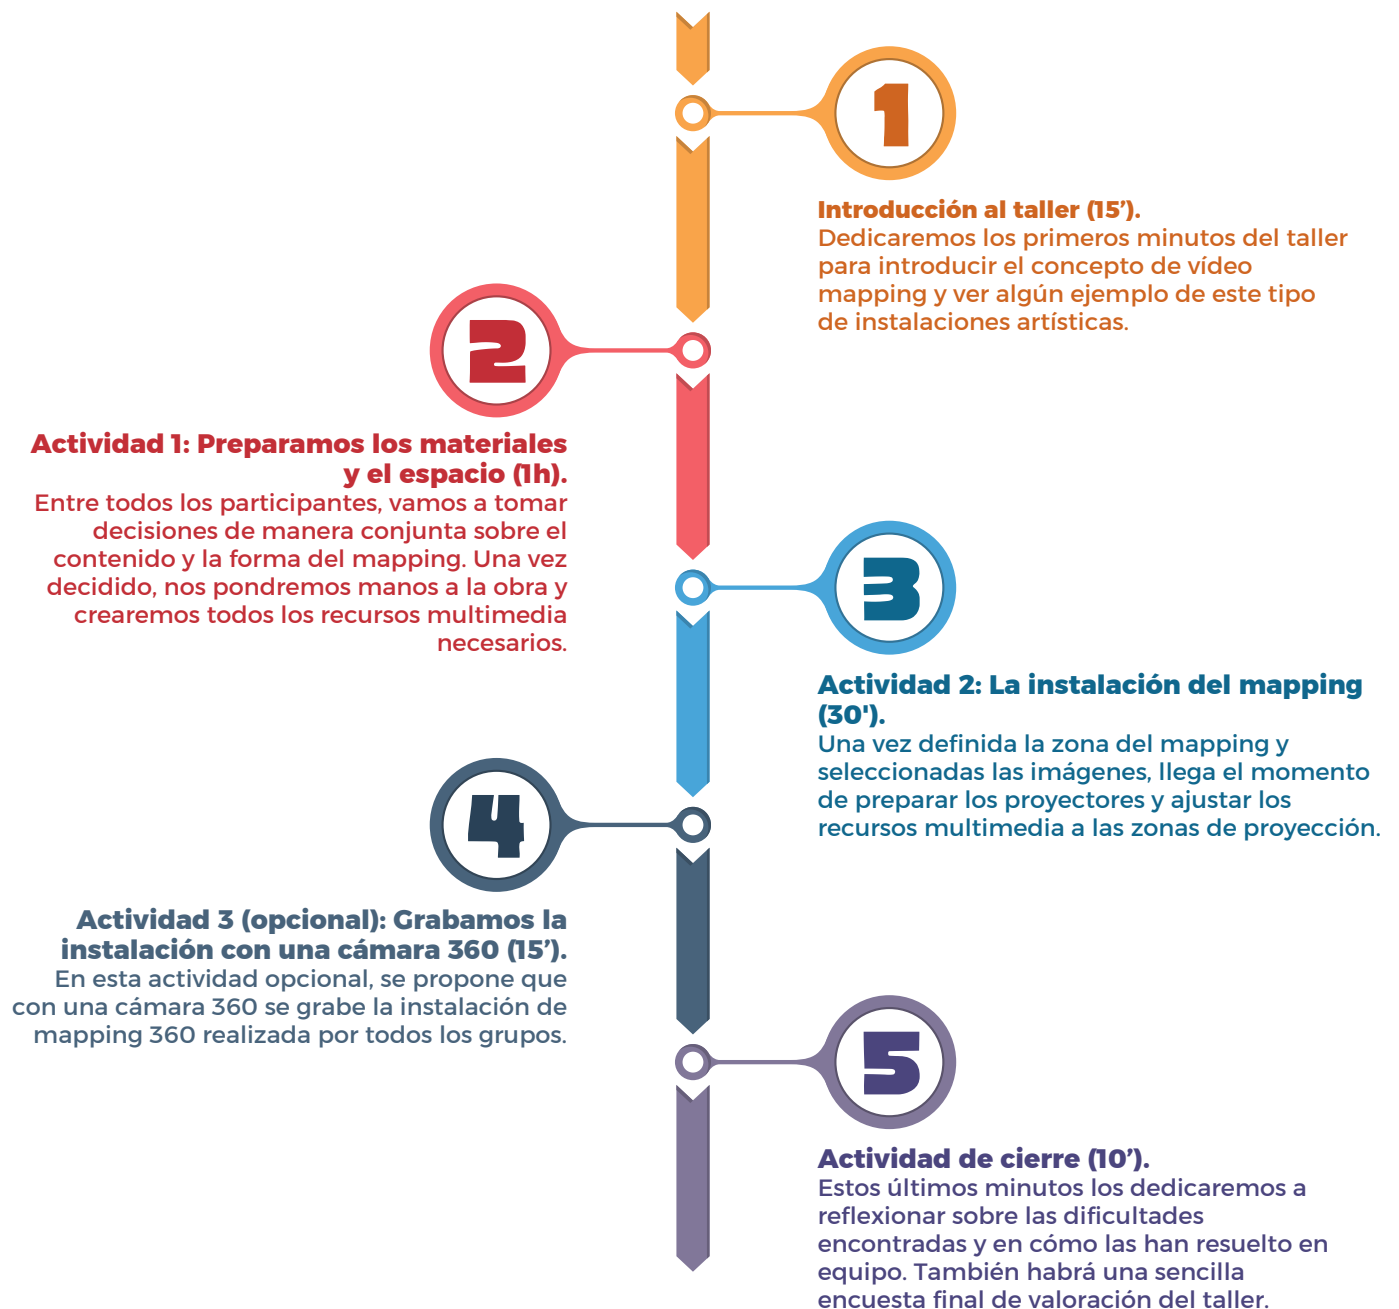 1
Introducción al taller (15’).
Dedicaremos los primeros minutos del taller
para introducir el concepto de vídeo
mapping y ver algún ejemplo de este tipo
de instalaciones artísticas.
2
Actividad 1: Preparamos los materiales
y el espacio (1h).
Entre todos los participantes, vamos a tomar
decisiones de manera conjunta sobre el
contenido y la forma del mapping. Una vez
decidido, nos pondremos manos a la obra y
crearemos todos los recursos multimedia
necesarios.
3
Actividad 2: La instalación del mapping
(30').
Una vez definida la zona del mapping y
seleccionadas las imágenes, llega el momento
de preparar los proyectores y ajustar los
recursos multimedia a las zonas de proyección.
4
Actividad 3 (opcional): Grabamos la
instalación con una cámara 360 (15’).
En esta actividad opcional, se propone que
con una cámara 360 se grabe la instalación de
mapping 360 realizada por todos los grupos.
5
Actividad de cierre (10’).
Estos últimos minutos los dedicaremos a
reflexionar sobre las dificultades
encontradas y en cómo las han resuelto en
equipo. También habrá una sencilla
encuesta final de valoración del taller.